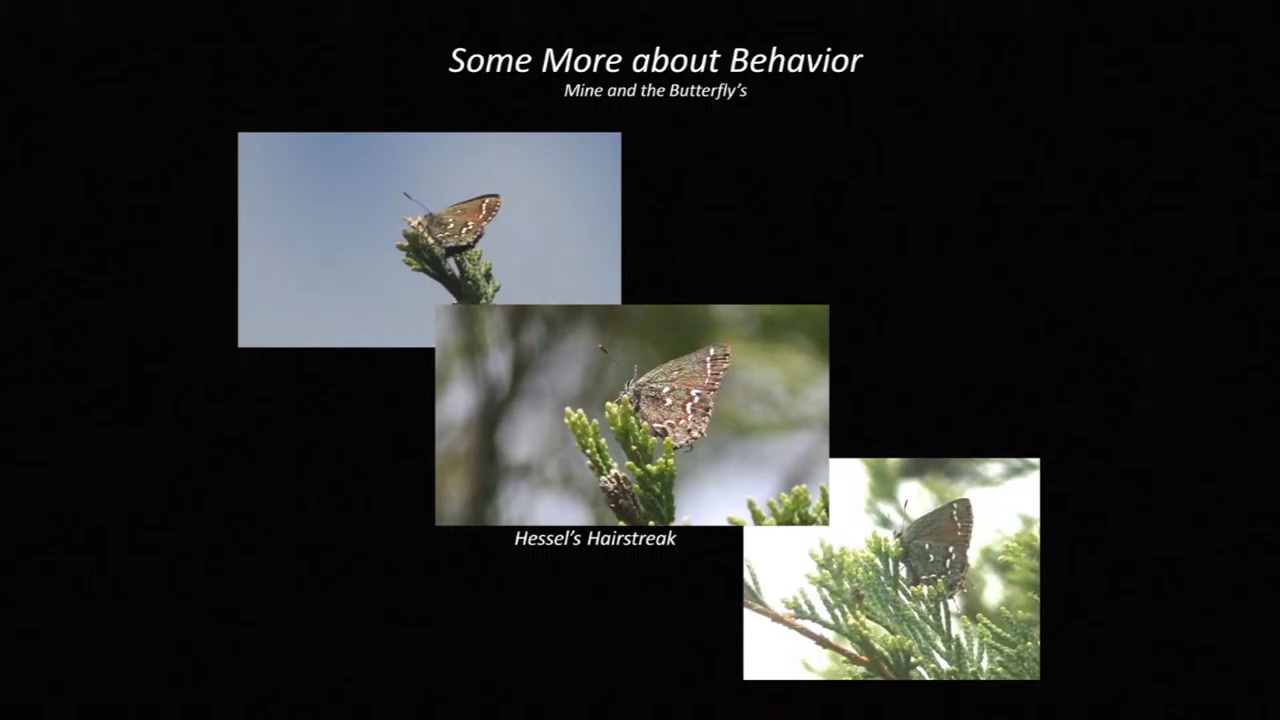 Some More about Behavior
Mine and the Butterfly's
Hessel's Hairstreak